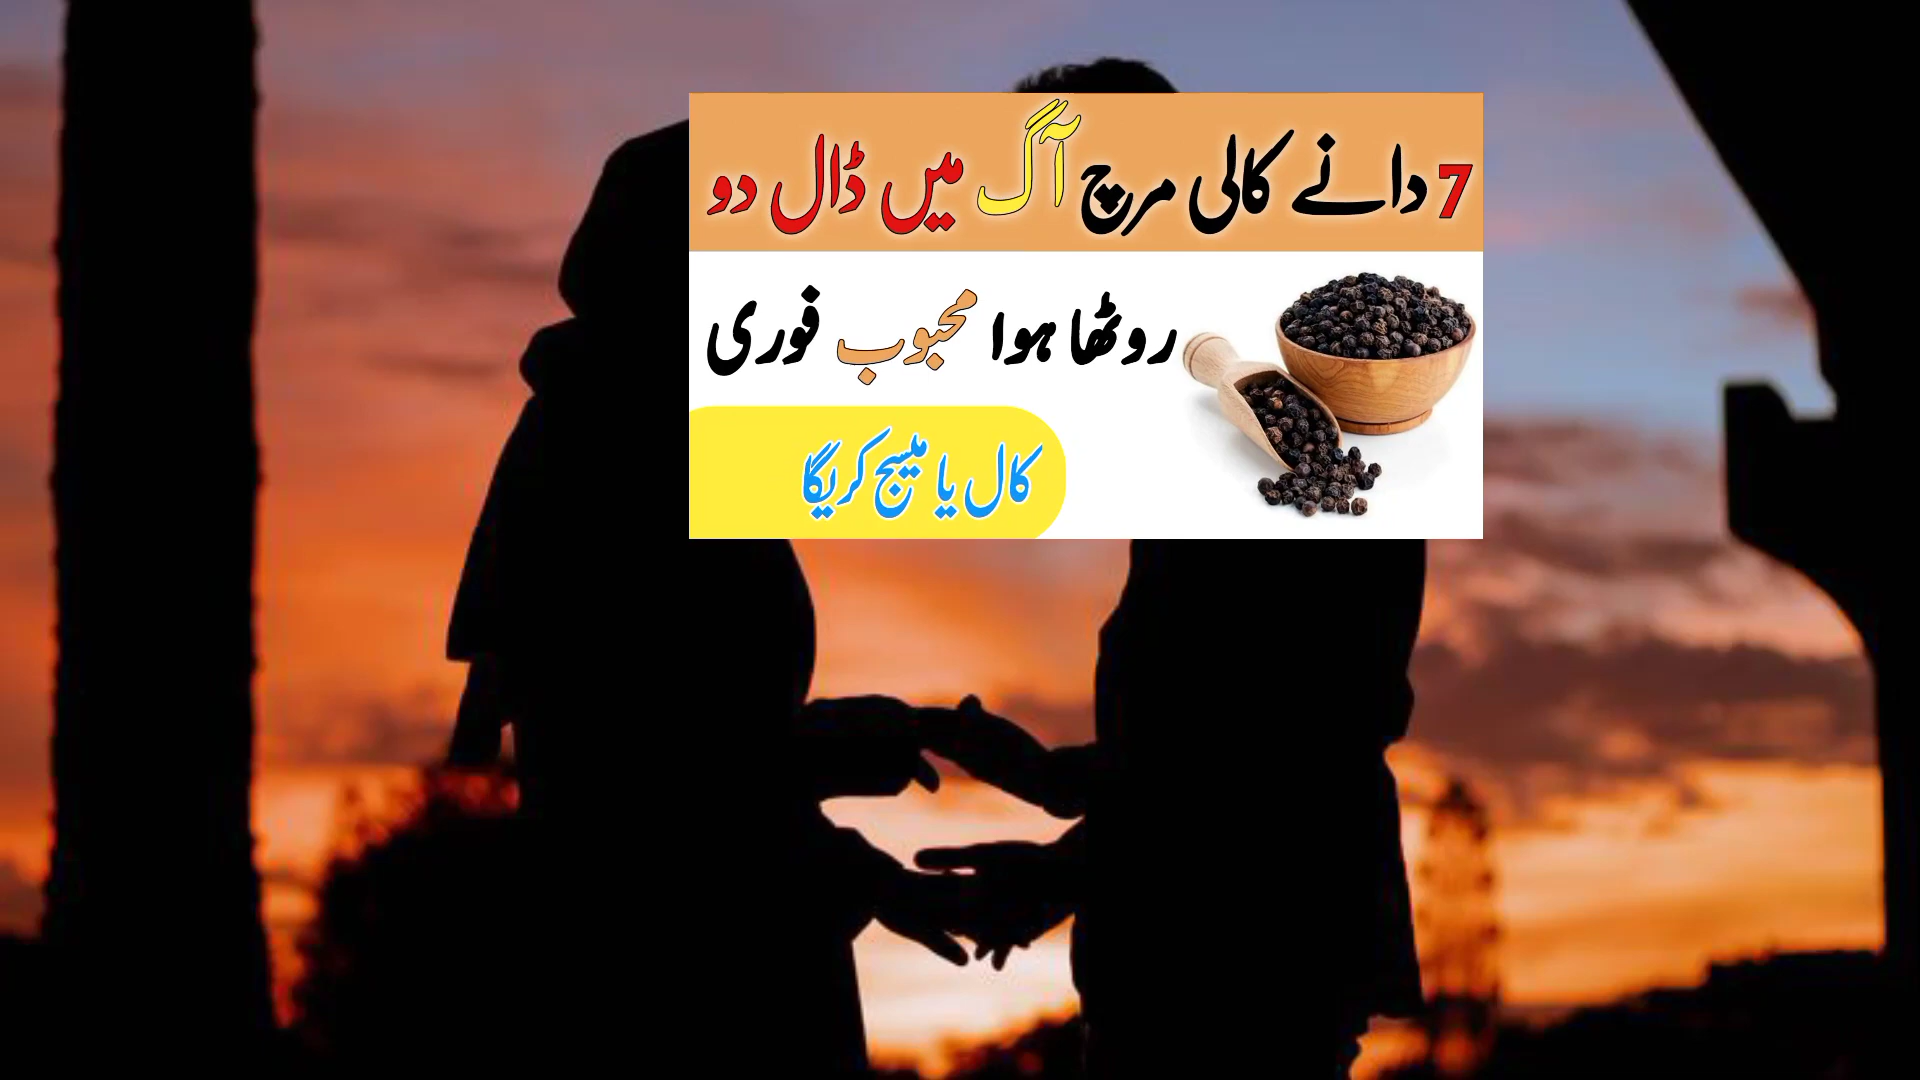 7 دانے کالی مرچ آگ میں ڈال دو
روٹھا ہوا محبوب فوری
کال یا میسج کریگا